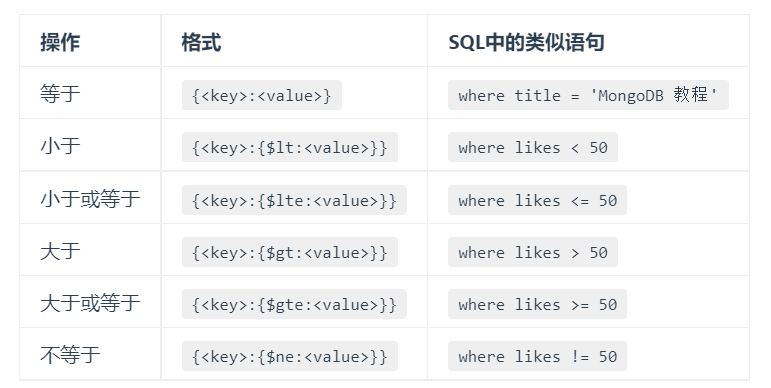 操作 格式 SQL中的类似语句
等于 {<key>:<value>} where title = 'MongoDB 教程'
小于 {<key>:{$lt:<value>}} where likes < 50
小于或等于 {<key>:{$lte:<value>}} where likes <= 50
大于 {<key>:{$gt:<value>}} where likes > 50
大于或等于 {<key>:{$gte:<value>}} where likes >= 50
不等于 {<key>:{$ne:<value>}} where likes != 50